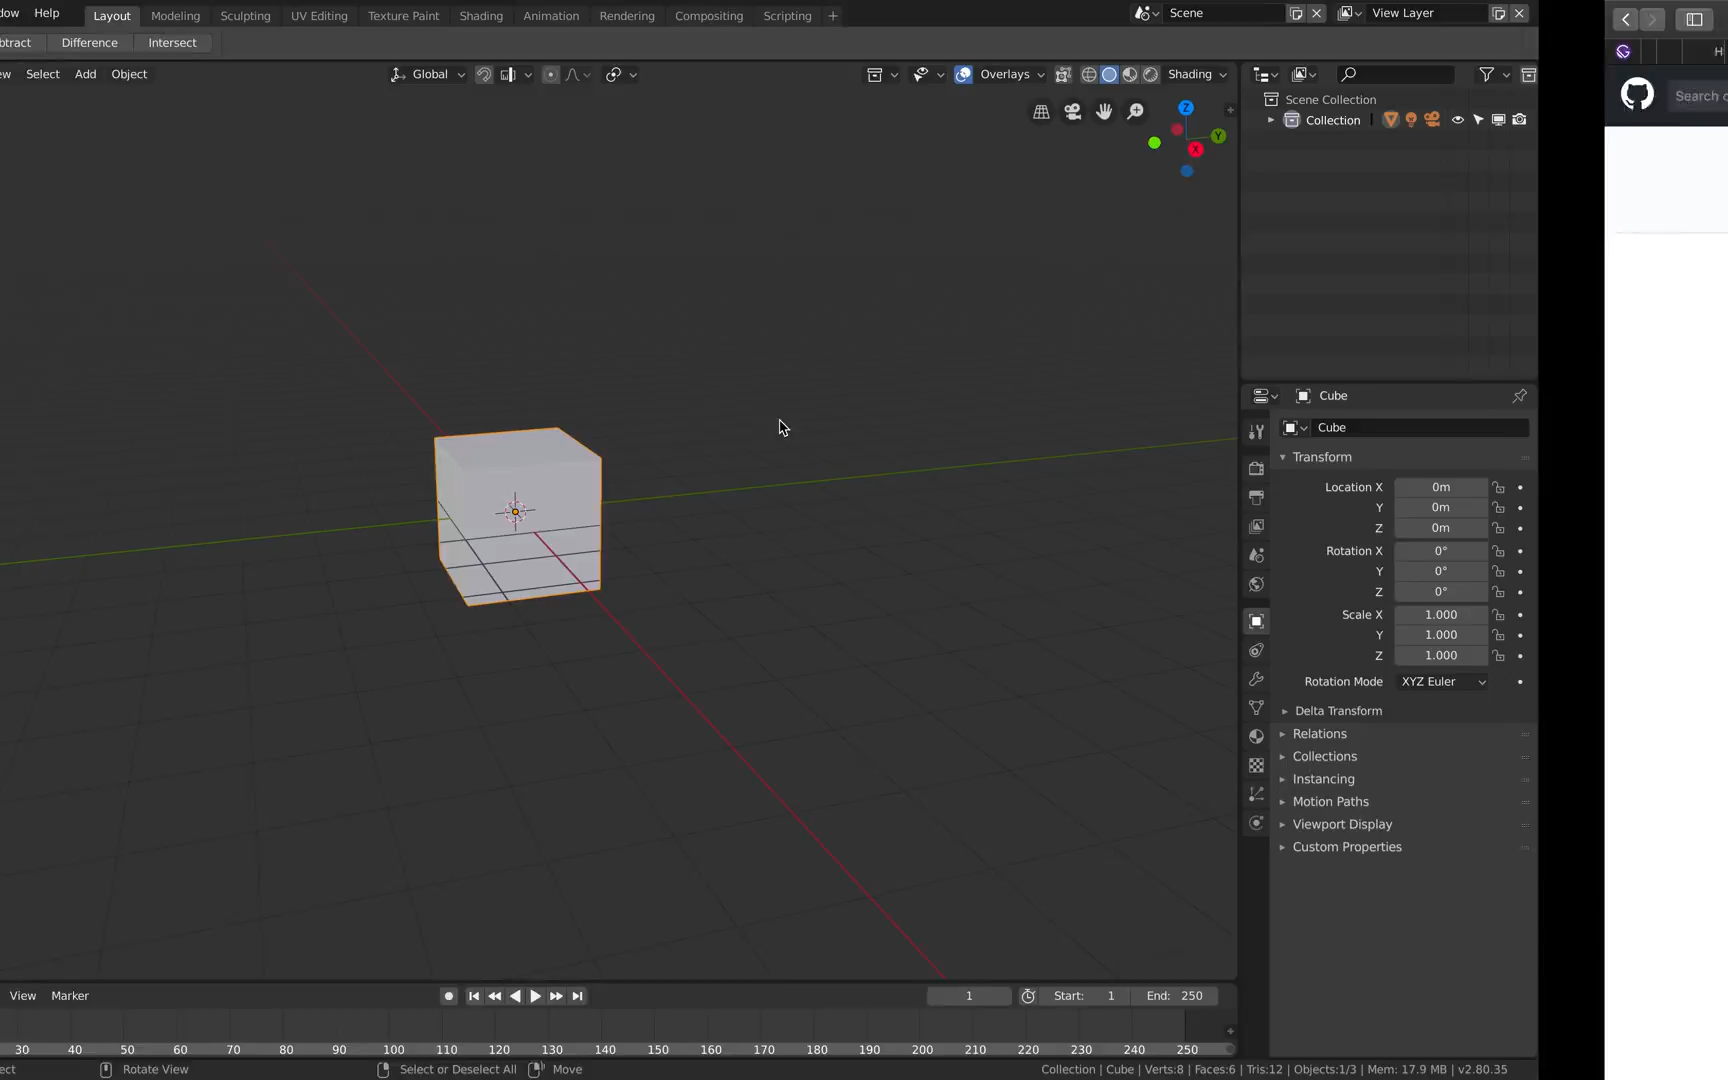 Help
Layout Modeling Sculpting UV Editing Texture Paint Shading Animation Rendering Compositing Scripting +
Scene
View Layer
Difference Intersect
Select Add Object
Global
Overlays
Shading
Z
Y
X
Scene Collection
Collection
Cube
Cube
Transform
Location X 0m
Y 0m
Z 0m
Rotation X 0°
Y 0°
Z 0°
Scale X 1.000
Y 1.000
Z 1.000
Rotation Mode XYZ Euler
Delta Transform
Relations
Collections
Instancing
Motion Paths
Viewport Display
Custom Properties
View Marker
1
Start: 1
End: 250
30 40 50 60 70 80 90 100 110 120 130 140 150 160 170 180 190 200 210 220 230 240 250
Rotate View
Select or Deselect All
Move
Collection | Cube | Verts:8 | Faces:6 | Tris:12 | Objects:1/3 | Mem: 17.9 MB | v2.80.35
Search